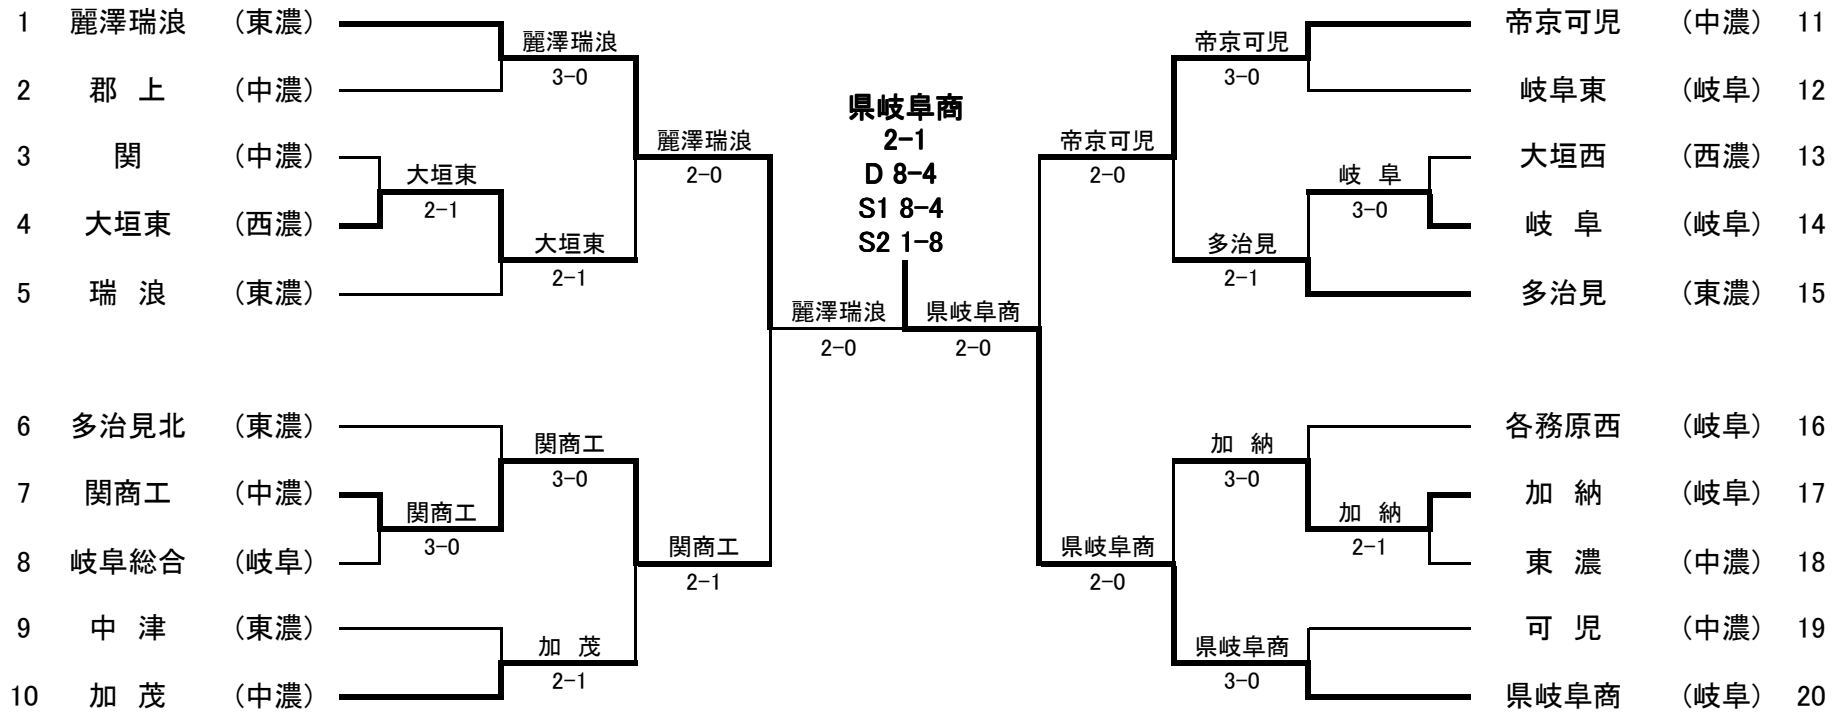 1 麗澤瑞浪 （東濃）
2 郡 上 （中濃）
3 関 （中濃）
4 大垣東 （西濃）
5 瑞 浪 （東濃）
6 多治見北 （東濃）
7 関商工 （中濃）
8 岐阜総合 （岐阜）
9 中 津 （東濃）
10 加 茂 （中濃）
大垣東
2-1
関商工
3-0
麗澤瑞浪
3-0
大垣東
2-1
関商工
3-0
加 茂
2-1
麗澤瑞浪
2-0
関商工
2-1
麗澤瑞浪
2-0
県岐阜商
2-1
D 8-4
S1 8-4
S2 1-8
県岐阜商
2-0
帝京可児
2-0
県岐阜商
2-0
帝京可児
3-0
多治見
2-1
加 納
3-0
県岐阜商
3-0
岐 阜
3-0
加 納
2-1
帝京可児 （中濃） 11
岐阜東 （岐阜） 12
大垣西 （西濃） 13
岐 阜 （岐阜） 14
多治見 （東濃） 15
各務原西 （岐阜） 16
加 納 （岐阜） 17
東 濃 （中濃） 18
可 児 （中濃） 19
県岐阜商 （岐阜） 20